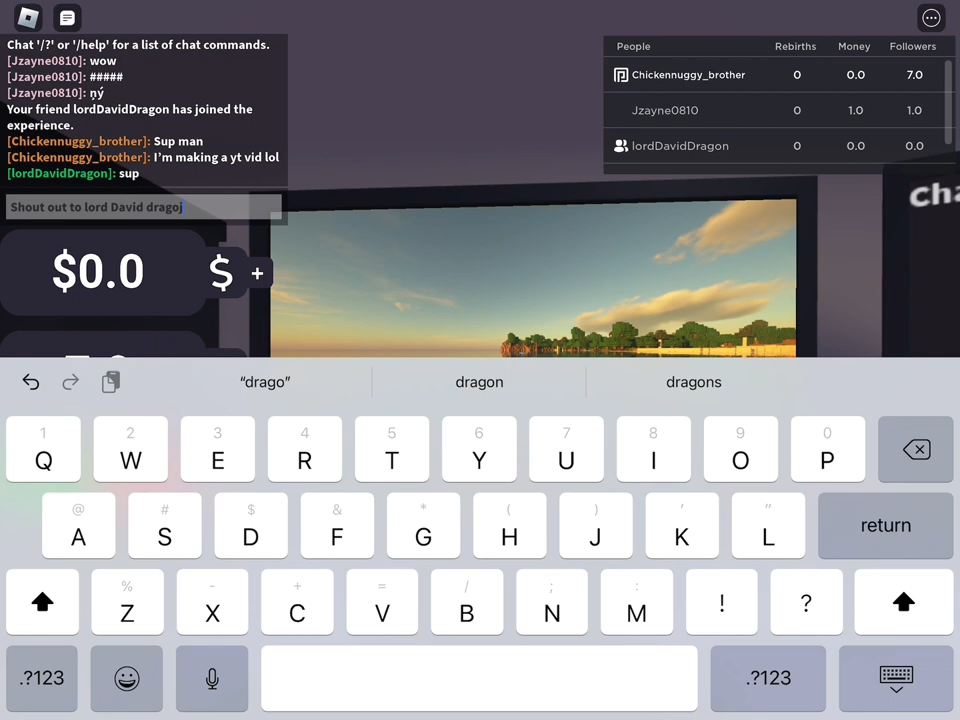 Chat '/?' or '/help' for a list of chat commands.
[Jzayne0810]: wow
[Jzayne0810]: #####
[Jzayne0810]: ņý
Your friend lordDavidDragon has joined the
experience.
[Chickennuggy_brother]: Sup man
[Chickennuggy_brother]: I’m making a yt vid lol
[lordDavidDragon]: sup
Shout out to lord David dragoj
People Rebirths Money Followers
Chickennuggy_brother 0 0.0 7.0
Jzayne0810 0 1.0 1.0
lordDavidDragon 0 0.0 0.0
Cha
$0.0 $ +
“drago” dragon dragons
1 2 3 4 5 6 7 8 9 0
Q W E R T Y U I O P
@ # $ & * ( ) ' "
A S D F G H J K L return
% - + = / ; :
Z X C V B N M ! ?
.?123 .?123